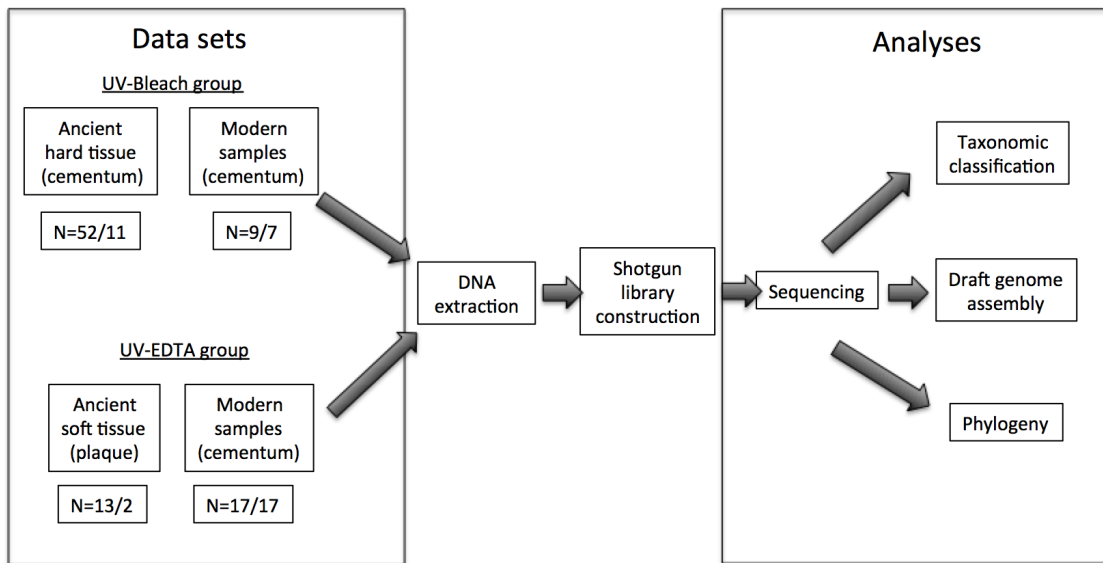 Data sets
UV-Bleach group
Ancient
hard tissue
(cementum)
Modern
samples
(cementum)
N=52/11
N=9/7
UV-EDTA group
Ancient
soft tissue
(plaque)
Modern
samples
(cementum)
N=13/2
N=17/17
DNA
extraction
Shotgun
library
construction
Analyses
Sequencing
Taxonomic
classification
Draft genome
assembly
Phylogeny